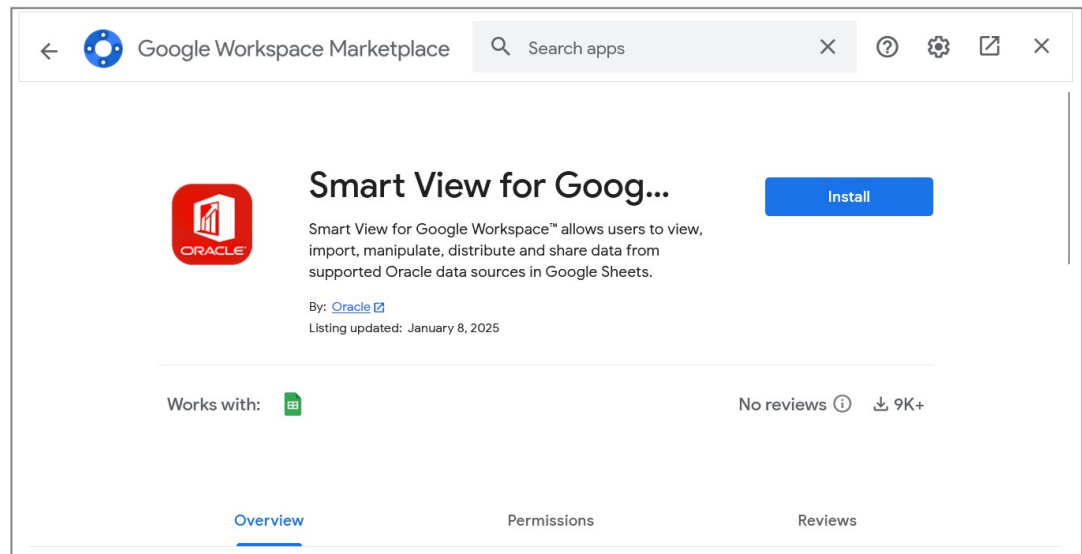 Google Workspace Marketplace
Search apps
Smart View for Goog...
Install
Smart View for Google Workspace™ allows users to view,
import, manipulate, distribute and share data from
supported Oracle data sources in Google Sheets.
ORACLE
By: Oracle
Listing updated: January 8, 2025
Works with:
No reviews 9K+
Overview Permissions Reviews